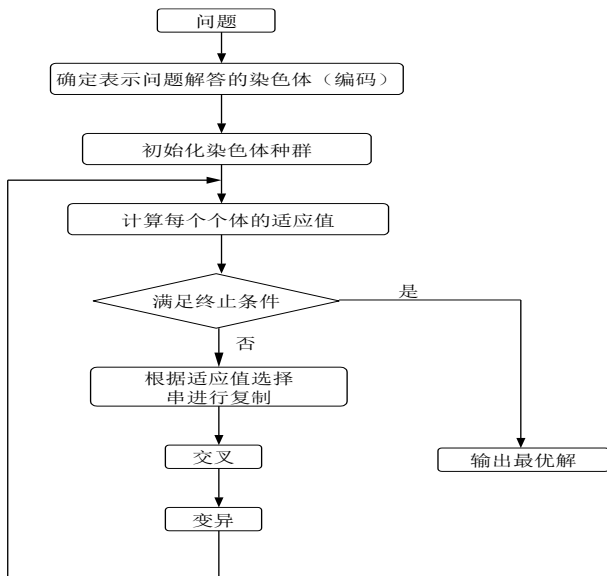 问题
确定表示问题解答的染色体（编码）
初始化染色体种群
计算每个个体的适应值
满足终止条件
是
否
根据适应值选择
串进行复制
交叉
输出最优解
变异